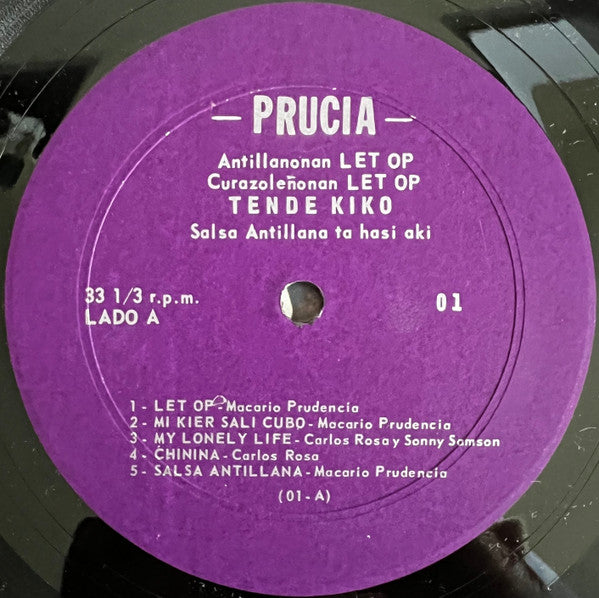 — PRUCIA —
Antillanonan LET OP
Curazoleñonan LET OP
TENDE KIKO
Salsa Antillana ta hasi aki
33 1/3 r.p.m.
LADO A
01
1 - LET OP - Macario Prudencia
2 - MI KIER SALI CUBO - Macario Prudencia
3 - MY LONELY LIFE - Carlos Rosa y Sonny Samson
4 - CHININA - Carlos Rosa
5 - SALSA ANTILLANA - Macario Prudencia
(01-A)